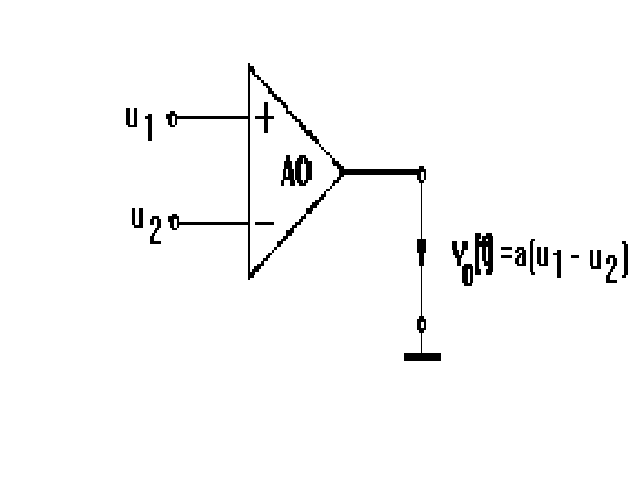 u1
+
AO
u2
−
V0(t) = a(u1 - u2)